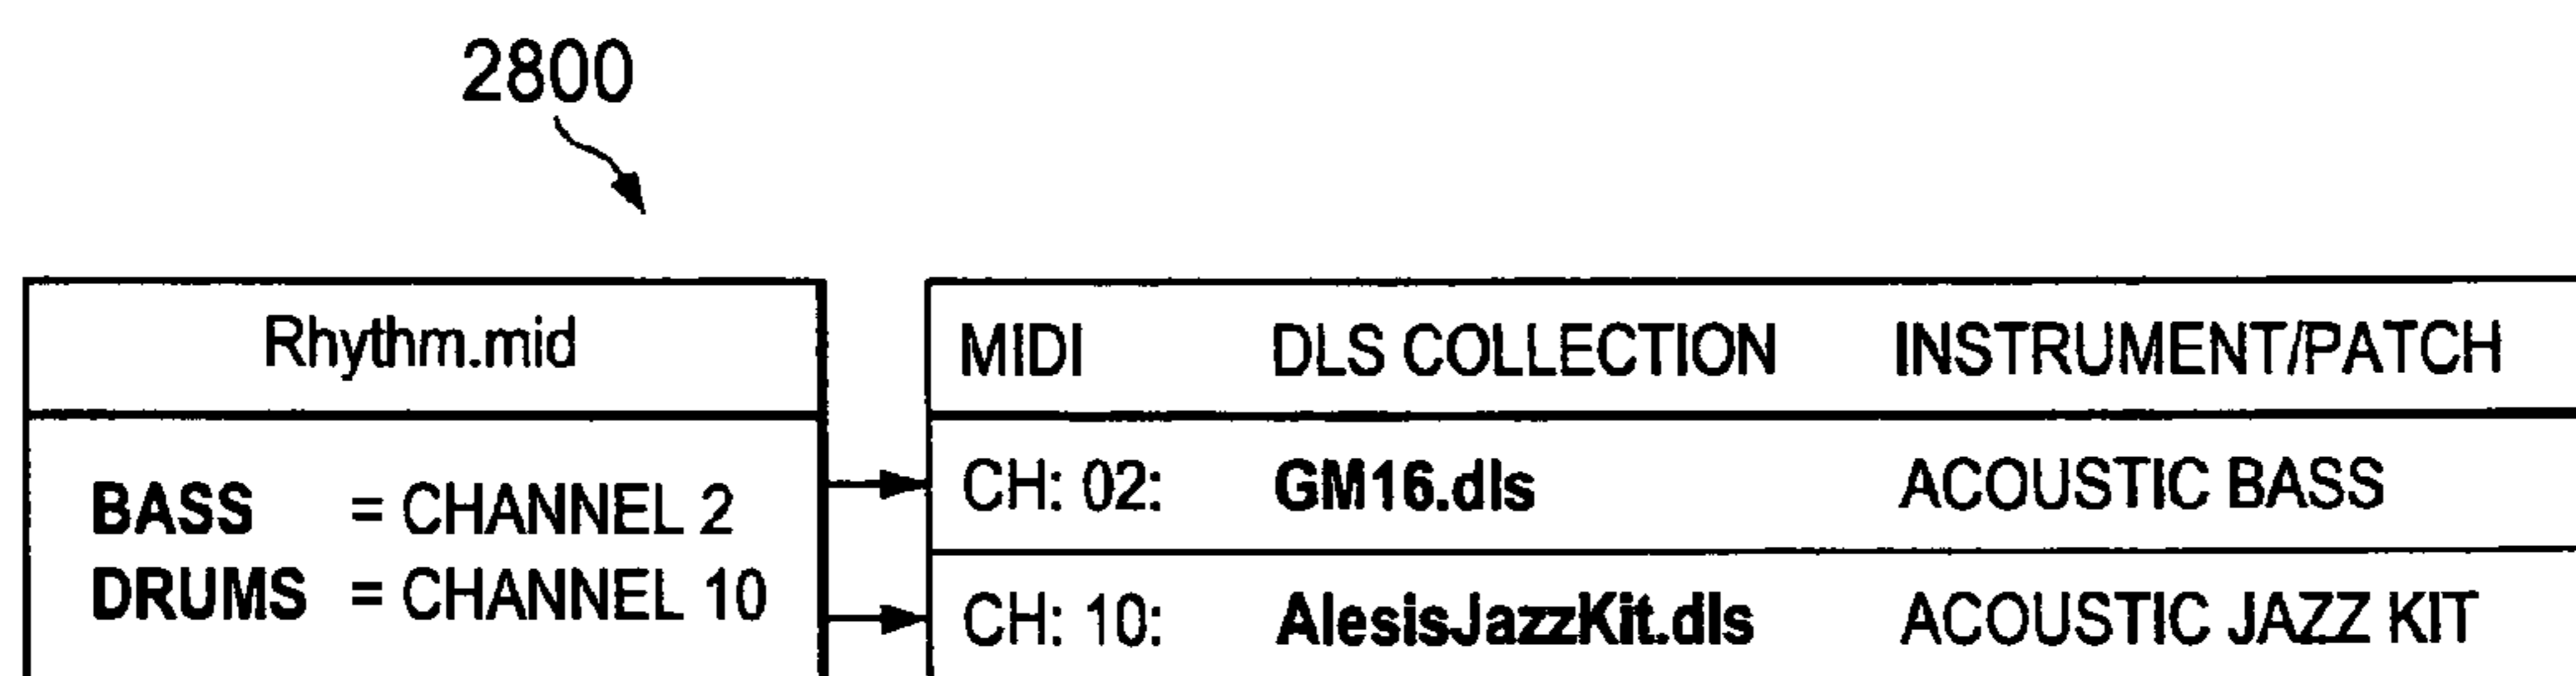 2800
Rhythm.mid
BASS = CHANNEL 2
DRUMS = CHANNEL 10
MIDI DLS COLLECTION INSTRUMENT/PATCH
CH: 02: GM16.dls ACOUSTIC BASS
CH: 10: AlesisJazzKit.dls ACOUSTIC JAZZ KIT